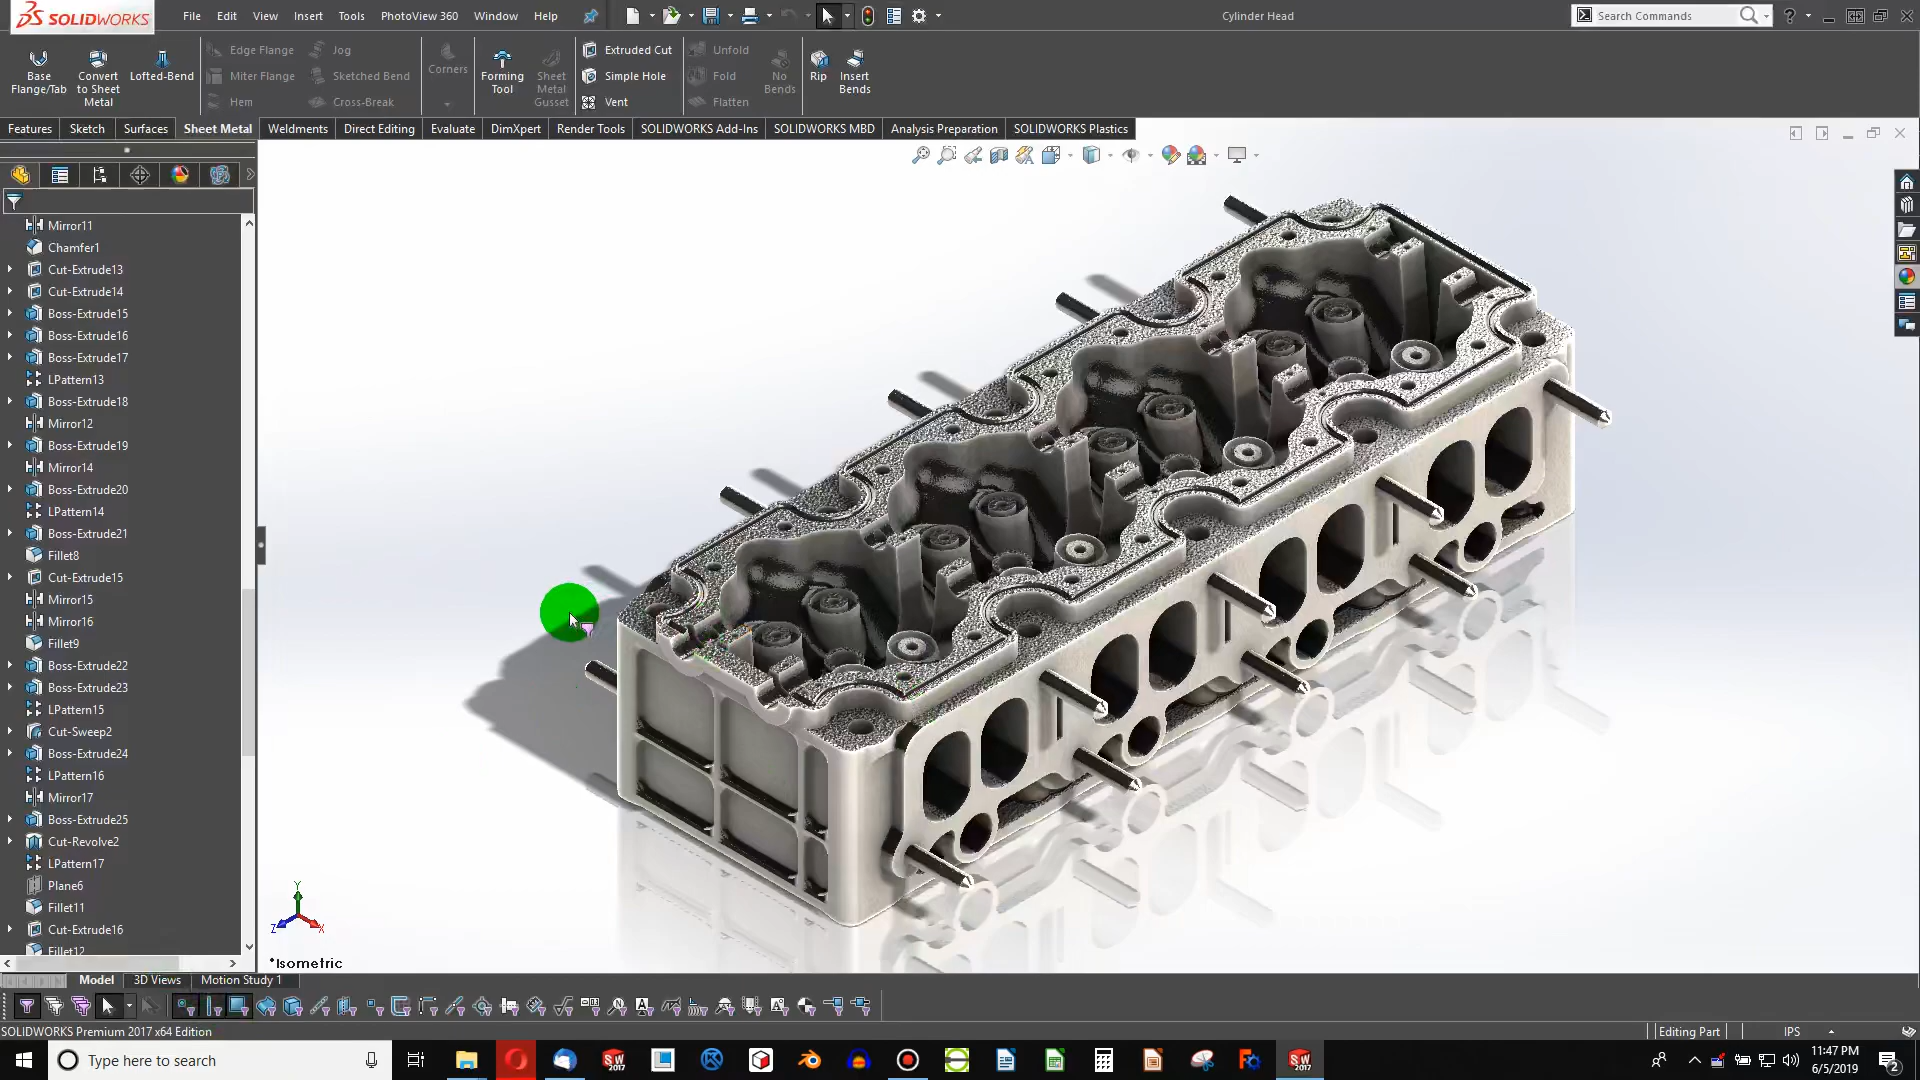 SOLIDWORKS
File Edit View Insert Tools PhotoView 360 Window Help
Cylinder Head
Search Commands
Base Flange/Tab
Convert to Sheet Metal
Lofted-Bend
Edge Flange
Miter Flange
Hem
Jog
Sketched Bend
Cross-Break
Corners
Forming Tool
Sheet Metal Gusset
Extruded Cut
Simple Hole
Vent
Unfold
Fold
Flatten
No Bends
Rip
Insert Bends
Features Sketch Surfaces Sheet Metal Weldments Direct Editing Evaluate DimXpert Render Tools SOLIDWORKS Add-Ins SOLIDWORKS MBD Analysis Preparation SOLIDWORKS Plastics
Mirror11
Chamfer1
Cut-Extrude13
Cut-Extrude14
Boss-Extrude15
Boss-Extrude16
Boss-Extrude17
LPattern13
Boss-Extrude18
Mirror12
Boss-Extrude19
Mirror14
Boss-Extrude20
LPattern14
Boss-Extrude21
Fillet8
Cut-Extrude15
Mirror15
Mirror16
Fillet9
Boss-Extrude22
Boss-Extrude23
LPattern15
Cut-Sweep2
Boss-Extrude24
LPattern16
Mirror17
Boss-Extrude25
Cut-Revolve2
LPattern17
Plane6
Fillet11
Cut-Extrude16
Fillet12
Y
Z
X
*Isometric
Model 3D Views Motion Study 1
SOLIDWORKS Premium 2017 x64 Edition
Editing Part
IPS
Type here to search
SW 2017
SW 2017
11:47 PM
6/5/2019
2